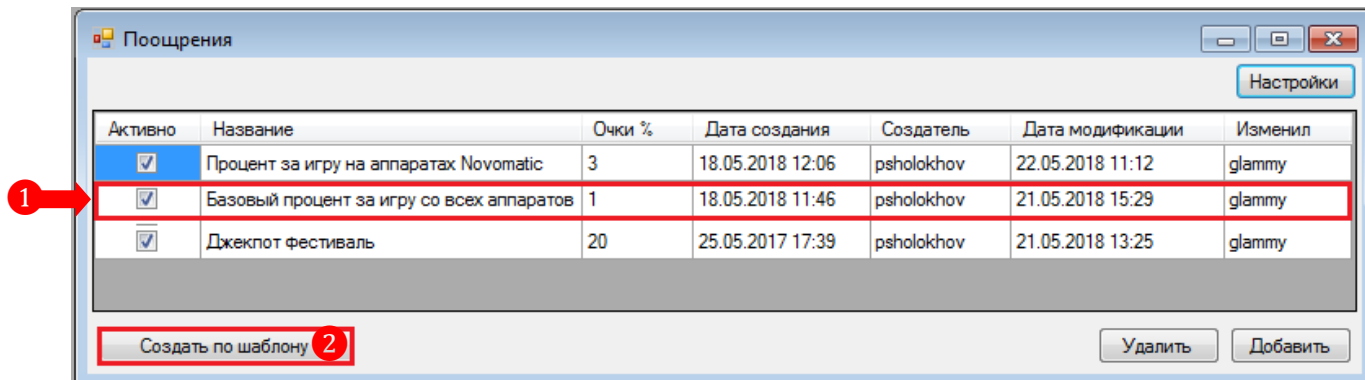 Поощрения
Настройки
Активно Название Очки % Дата создания Создатель Дата модификации Изменил
Процент за игру на аппаратах Novomatic 3 18.05.2018 12:06 psholokhov 22.05.2018 11:12 glammy
1 Базовый процент за игру со всех аппаратов 1 18.05.2018 11:46 psholokhov 21.05.2018 15:29 glammy
Джекпот фестиваль 20 25.05.2017 17:39 psholokhov 21.05.2018 13:25 glammy
Создать по шаблону 2 Удалить Добавить